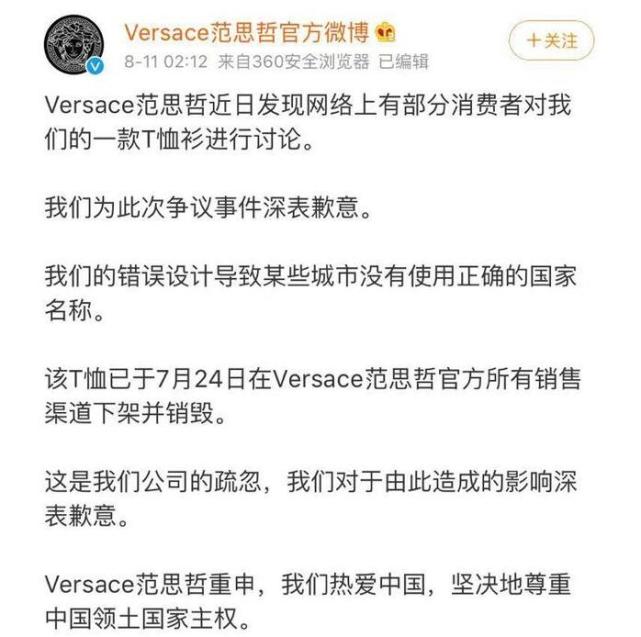 Versace范思哲官方微博
8-11 02:12 来自360安全浏览器 已编辑
+关注
Versace范思哲近日发现网络上有部分消费者对我
们的一款T恤衫进行讨论。
我们为此次争议事件深表歉意。
我们的错误设计导致某些城市没有使用正确的国家
名称。
该T恤已于7月24日在Versace范思哲官方所有销售
渠道下架并销毁。
这是我们公司的疏忽，我们对于由此造成的影响深
表歉意。
Versace范思哲重申，我们热爱中国，坚决地尊重
中国领土国家主权。